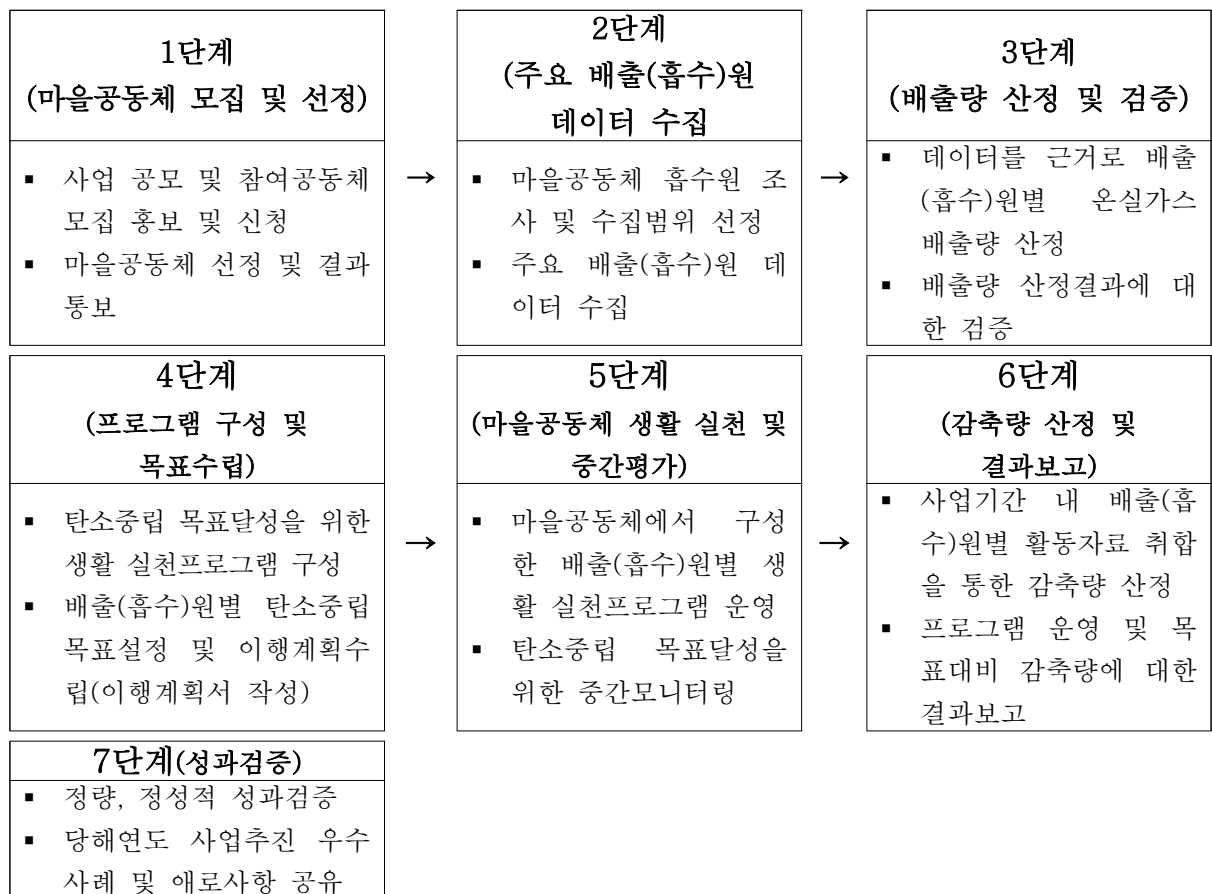 1단계
(마을공동체 모집 및 선정)
▪ 사업 공모 및 참여공동체
모집 홍보 및 신청
▪ 마을공동체 선정 및 결과
통보
→
2단계
(주요 배출(흡수)원
데이터 수집
▪ 마을공동체 흡수원 조
사 및 수집범위 선정
▪ 주요 배출(흡수)원 데
이터 수집
→
3단계
(배출량 산정 및 검증)
▪ 데이터를 근거로 배출
(흡수)원별 온실가스
배출량 산정
▪ 배출량 산정결과에 대
한 검증
4단계
(프로그램 구성 및
목표수립)
▪ 탄소중립 목표달성을 위한
생활 실천프로그램 구성
▪ 배출(흡수)원별 탄소중립
목표설정 및 이행계획수
립(이행계획서 작성)
→
5단계
(마을공동체 생활 실천 및
중간평가)
▪ 마을공동체에서 구성
한 배출(흡수)원별 생
활 실천프로그램 운영
▪ 탄소중립 목표달성을
위한 중간모니터링
→
6단계
(감축량 산정 및
결과보고)
▪ 사업기간 내 배출(흡
수)원별 활동자료 취합
을 통한 감축량 산정
▪ 프로그램 운영 및 목
표대비 감축량에 대한
결과보고
7단계(성과검증)
▪ 정량, 정성적 성과검증
▪ 당해연도 사업추진 우수
사례 및 애로사항 공유